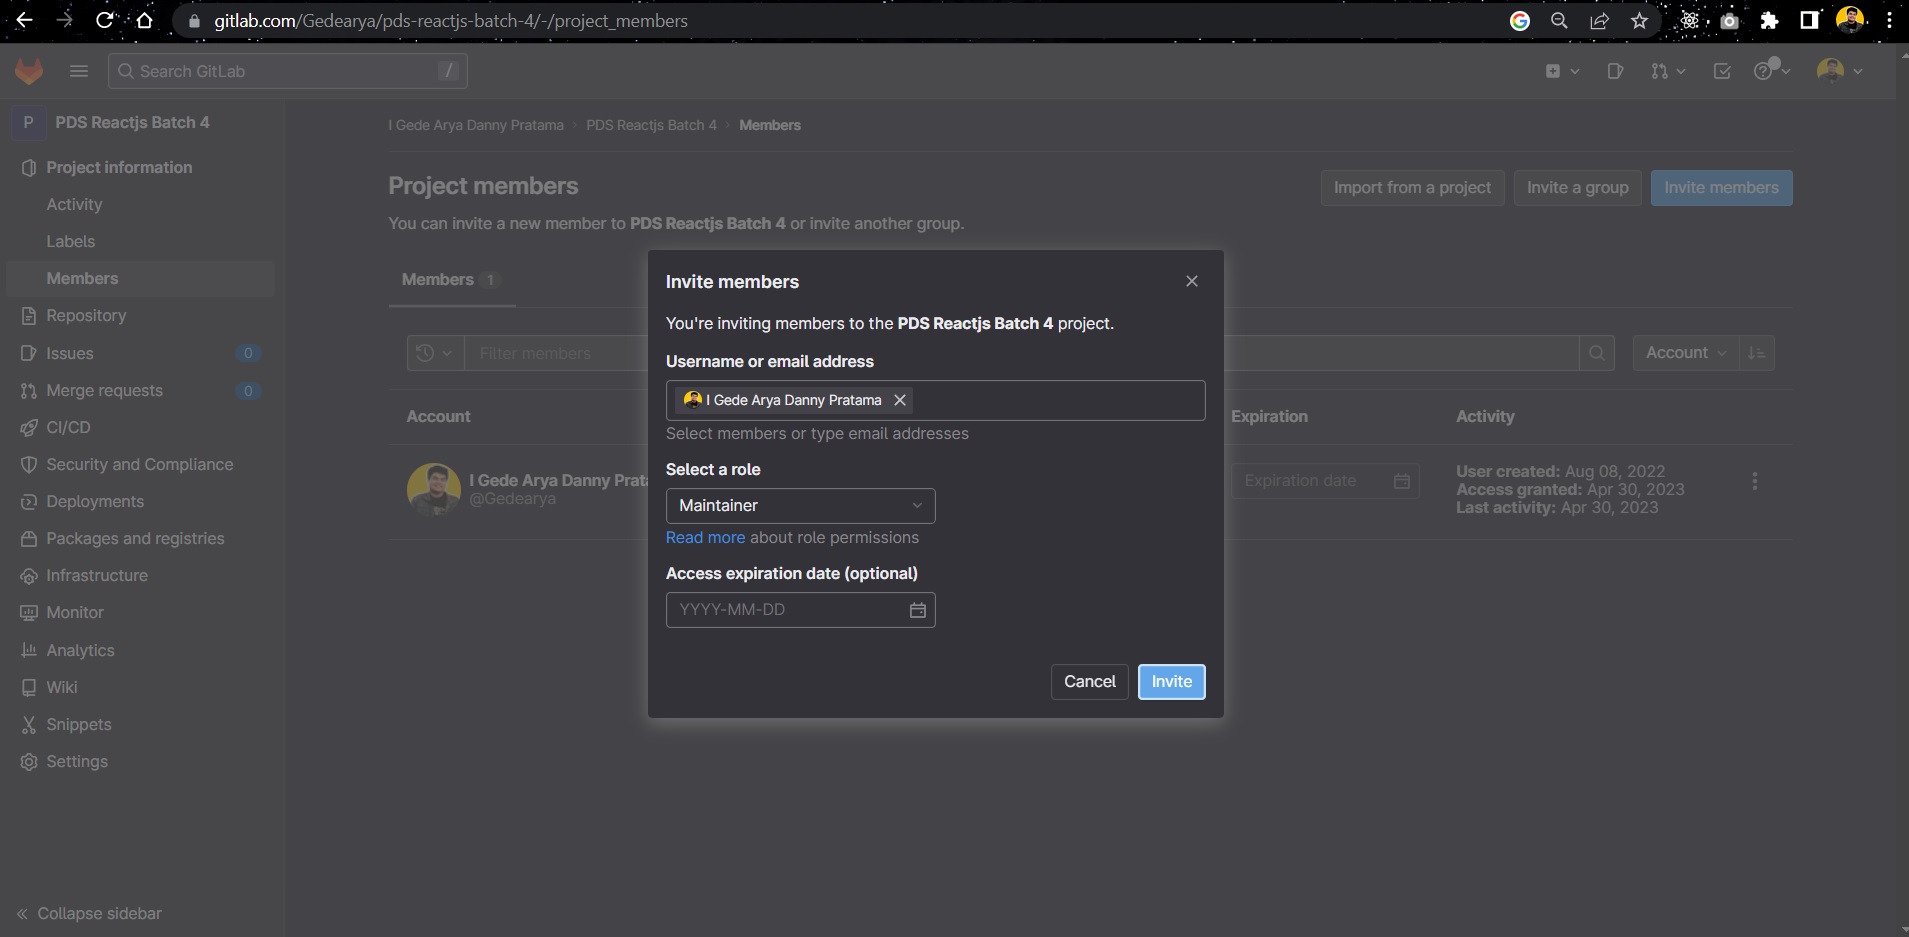 gitlab.com/Gedearya/pds-reactjs-batch-4/-/project_members
Search GitLab /
P PDS Reactjs Batch 4
Project information
Activity
Labels
Members
Repository
Issues 0
Merge requests 0
CI/CD
Security and Compliance
Deployments
Packages and registries
Infrastructure
Monitor
Analytics
Wiki
Snippets
Settings
Collapse sidebar
I Gede Arya Danny Pratama › PDS Reactjs Batch 4 › Members
Project members
Import from a project Invite a group Invite members
You can invite a new member to PDS Reactjs Batch 4 or invite another group.
Members 1
Filter members
Account
Account
Expiration
Activity
I Gede Arya Danny Prata
@Gedearya
Expiration date
User created: Aug 08, 2022
Access granted: Apr 30, 2023
Last activity: Apr 30, 2023
Invite members
You're inviting members to the PDS Reactjs Batch 4 project.
Username or email address
I Gede Arya Danny Pratama
Select members or type email addresses
Select a role
Maintainer
Read more about role permissions
Access expiration date (optional)
YYYY-MM-DD
Cancel Invite